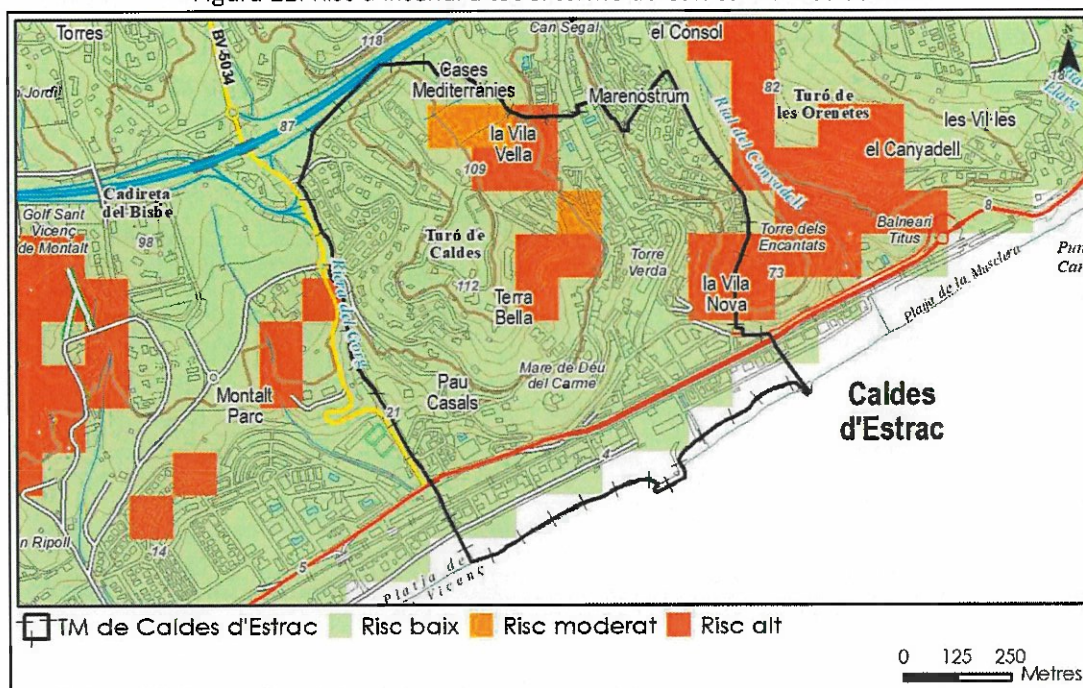 Torres
BV-5034
118
Can Segal
el Consol
Cases
Mediterrànies
Marenostrum
82
Turó de
les Orenetes
18
les Vil·les
87
la Vila
Vella
109
Rial del Canyadell
el Canyadell
Cadireta
del Bisbe
Golf Sant
Vicenç
de Montalt
98
Turó de
Caldes
112
Torre
Verda
Torre dels
Encantats
73
Balneari
Titus
8
la Vila
Nova
Terra
Bella
Riera del Gorg
Platja de la Musclera
Montalt
Parc
Pau
Casals
Mare de Déu
del Carme
21
4
Caldes
d'Estrac
n Ripoll
14
5
Platja de
Vicenç
TM de Caldes d'Estrac Risc baix Risc moderat Risc alt
0 125 250
Metres